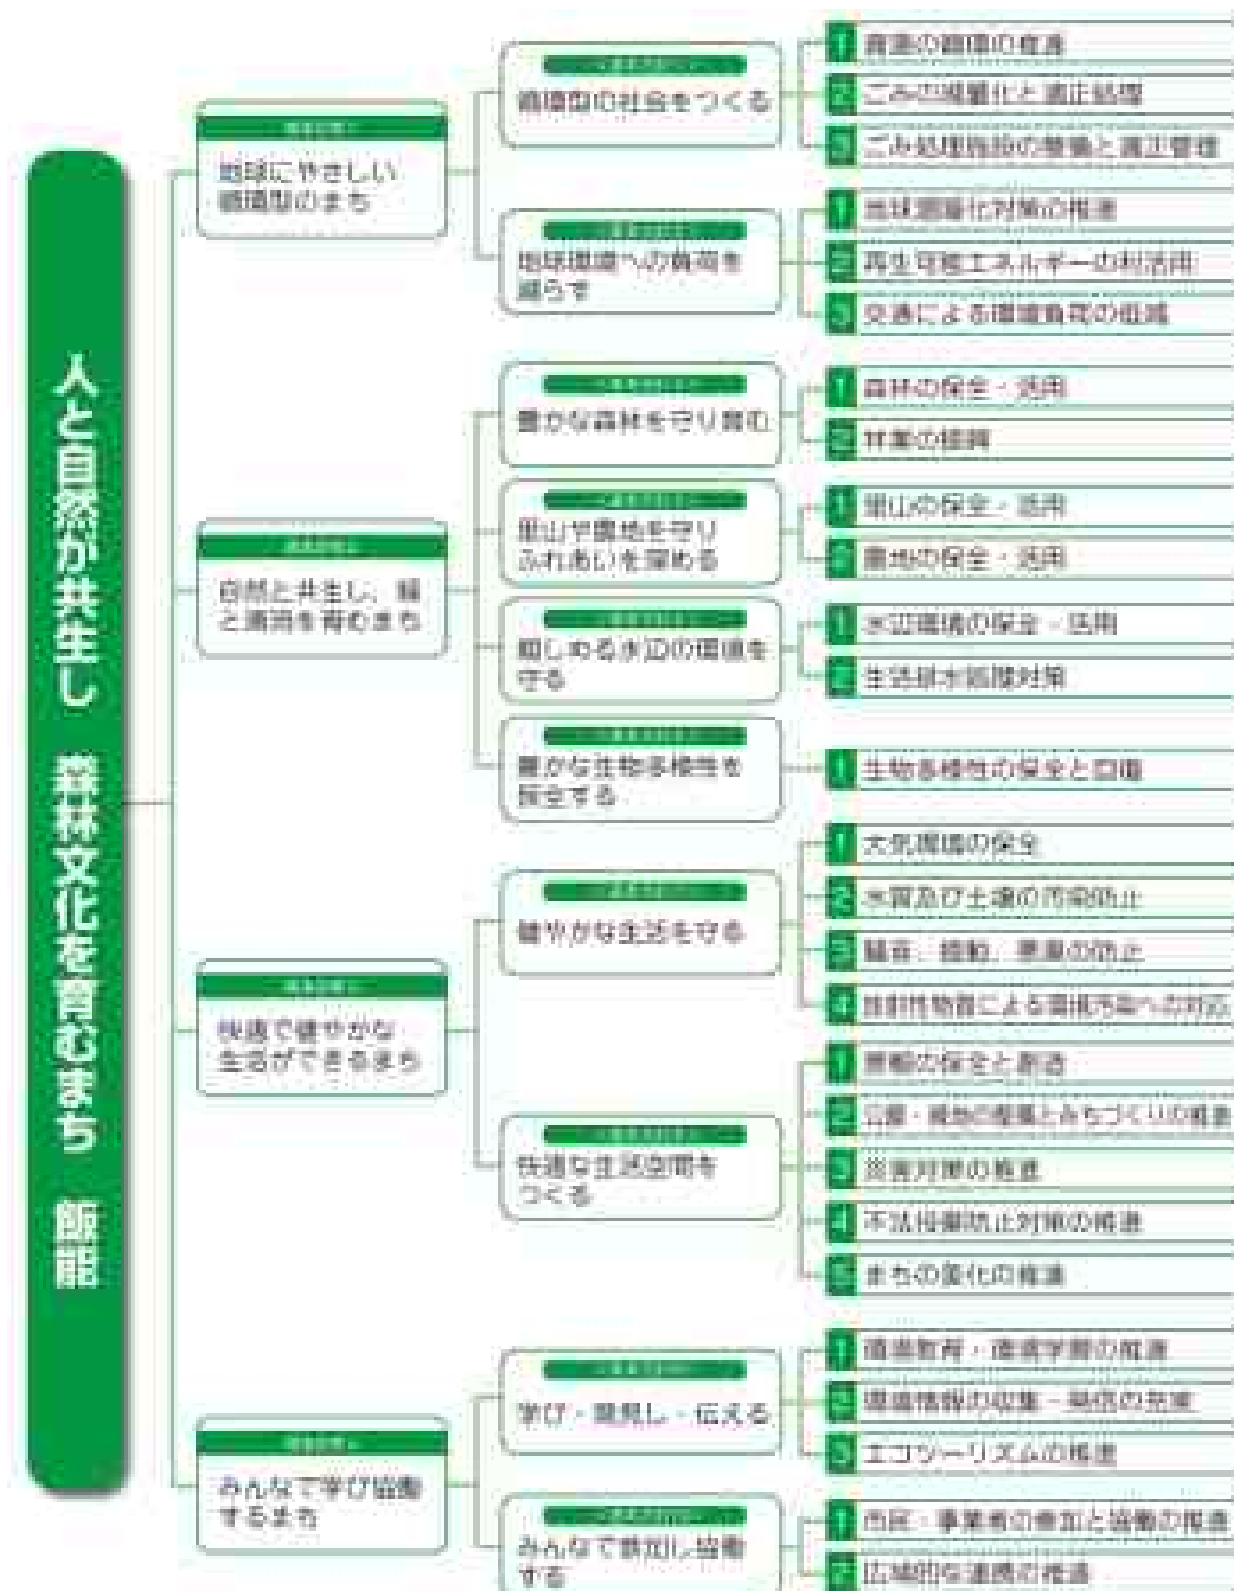 人と自然が共生し 森林文化を育むまち 飯能
地球にやさしい
循環型のまち
循環型の社会をつくる
1 資源の循環の推進
2 ごみの減量化と適正処理
3 ごみ処理施設の整備と適正管理
地球環境への負荷を
減らす
1 地球温暖化対策の推進
2 再生可能エネルギーの利活用
3 交通による環境負荷の低減
自然と共生し、緑
と清流を育むまち
豊かな森林を守り育む
1 森林の保全・活用
2 林業の振興
里山や農地を守り
ふれあいを深める
1 里山の保全・活用
2 農地の保全・活用
親しめる水辺の環境を
守る
1 水辺環境の保全・活用
2 生活排水処理対策
豊かな生物多様性を
保全する
1 生物多様性の保全と回復
快適で健やかな
生活ができるまち
健やかな生活を守る
1 大気環境の保全
2 水質及び土壌の汚染防止
3 騒音、振動、悪臭の防止
4 放射性物質による環境汚染への対応
快適な生活空間を
つくる
1 景観の保全と創造
2 公園・緑地の整備とみちづくりの推進
3 災害対策の推進
4 不法投棄防止対策の推進
5 まちの美化の推進
みんなで学び協働
するまち
学び・発見し・伝える
1 環境教育・環境学習の推進
2 環境情報の収集・発信の充実
3 エコツーリズムの推進
みんなで参加し協働
する
1 市民・事業者の参加と協働の推進
2 広域的な連携の推進